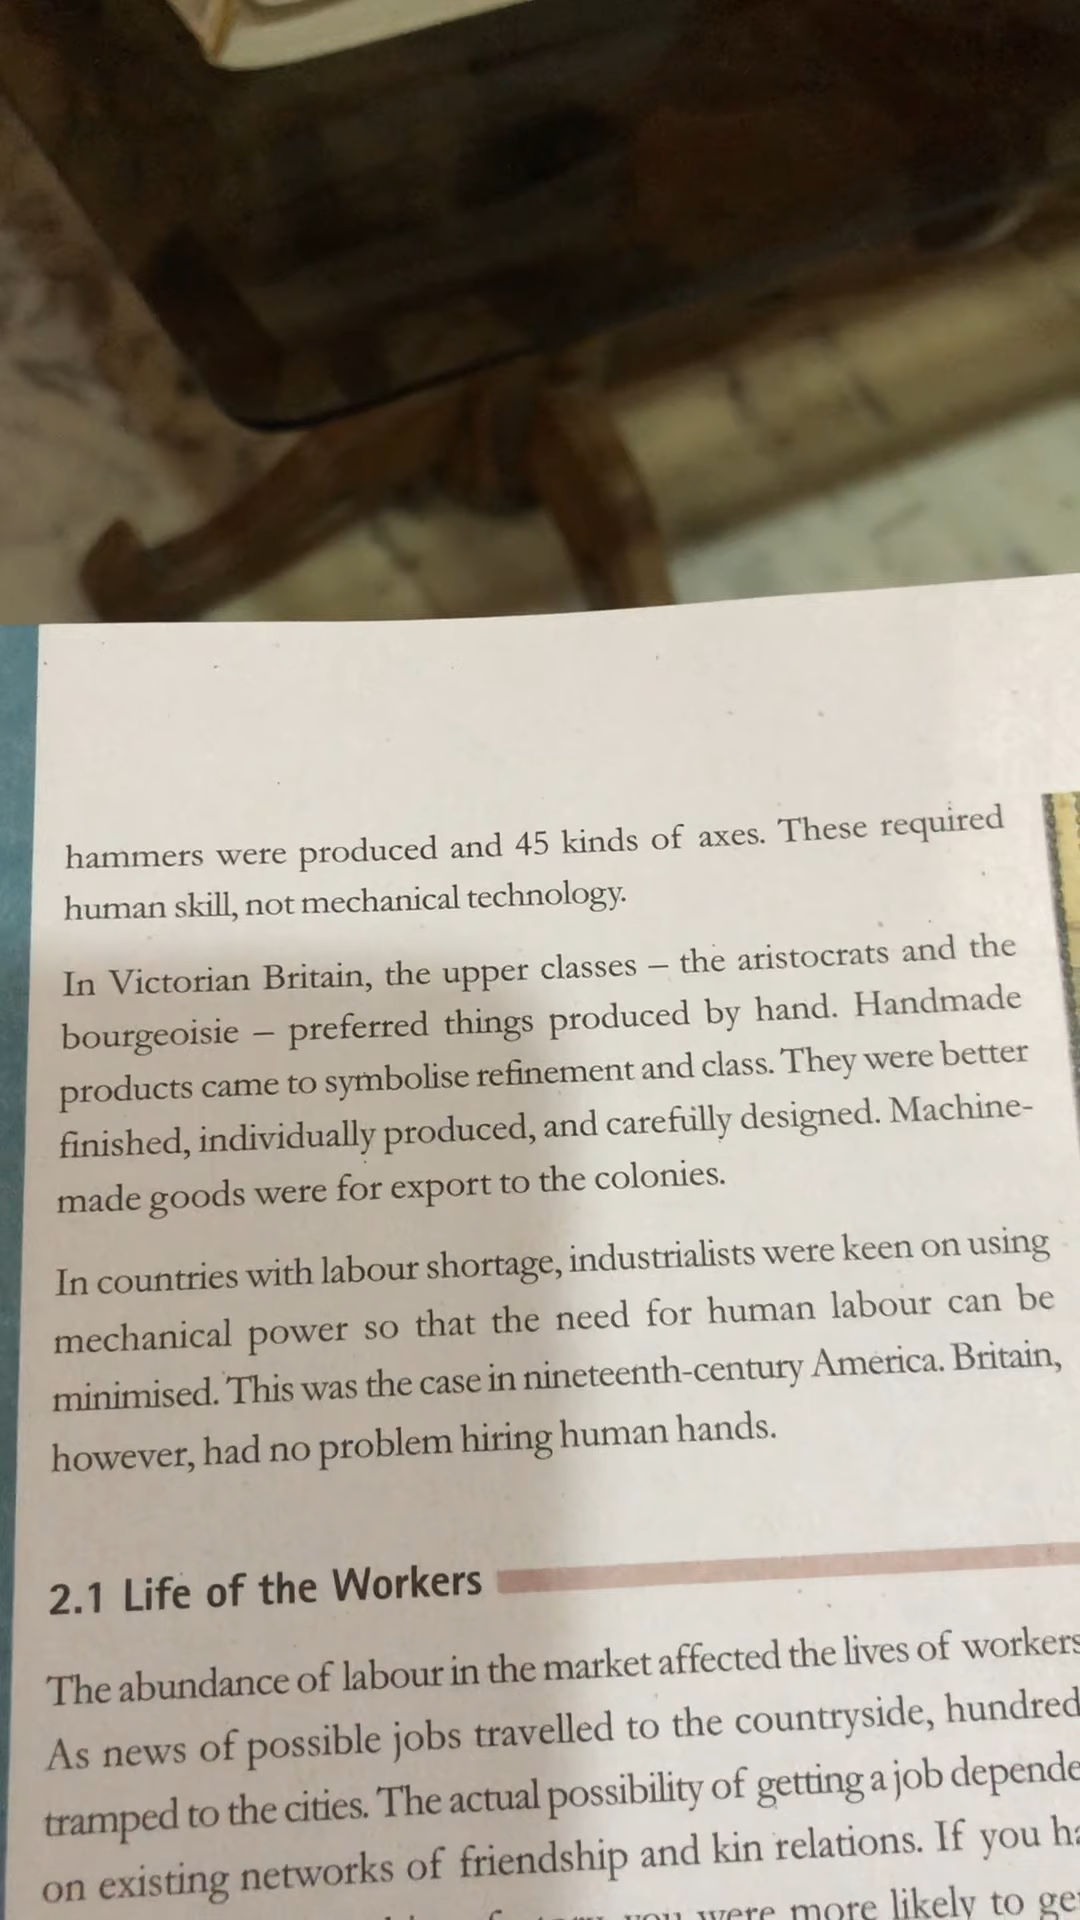 hammers were produced and 45 kinds of axes. These required
human skill, not mechanical technology.
In Victorian Britain, the upper classes – the aristocrats and the
bourgeoisie – preferred things produced by hand. Handmade
products came to symbolise refinement and class. They were better
finished, individually produced, and carefully designed. Machine-
made goods were for export to the colonies.
In countries with labour shortage, industrialists were keen on using
mechanical power so that the need for human labour can be
minimised. This was the case in nineteenth-century America. Britain,
however, had no problem hiring human hands.
2.1 Life of the Workers
The abundance of labour in the market affected the lives of workers
As news of possible jobs travelled to the countryside, hundred
tramped to the cities. The actual possibility of getting a job depende
on existing networks of friendship and kin relations. If you ha
you were more likely to ge